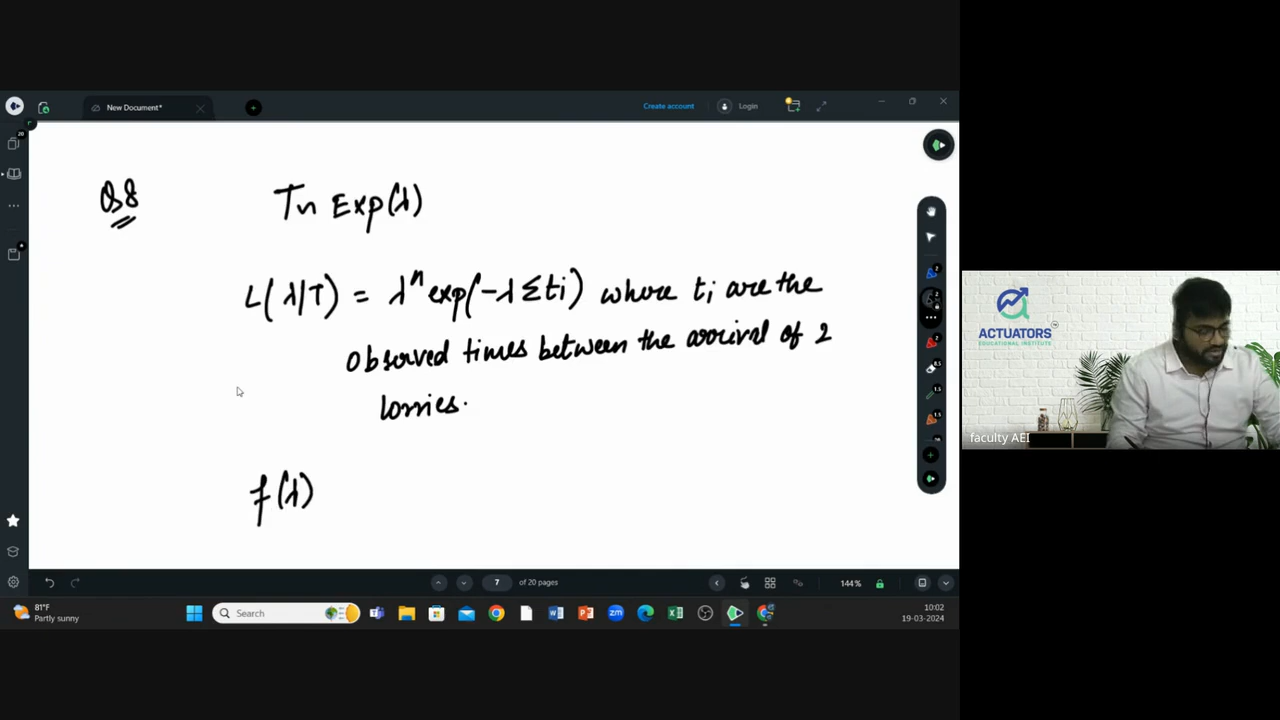 New Document*
Create account
Login
Q8
T~ Exp(λ)
L(λ|T) = λⁿ exp(-λ Σti) where ti are the
observed times between the arrival of 2
lorries.
f(λ)
ACTUATORS
EDUCATIONAL INSTITUTE
faculty AEI
7 of 20 pages
144%
81°F
Partly sunny
Search
10:02
19-03-2024